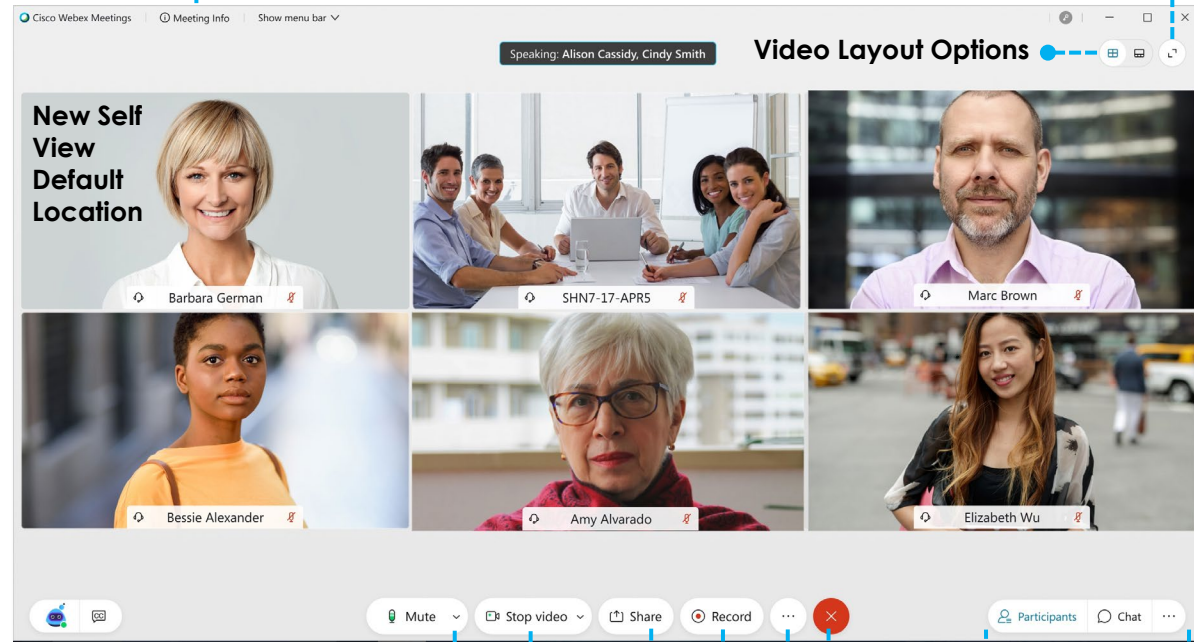 Cisco Webex Meetings
Meeting Info
Show menu bar
Speaking: Alison Cassidy, Cindy Smith
Video Layout Options
New Self
View
Default
Location
Barbara German
SHN7-17-APR5
Marc Brown
Bessie Alexander
Amy Alvarado
Elizabeth Wu
CC
Mute
Stop video
Share
Record
Participants
Chat